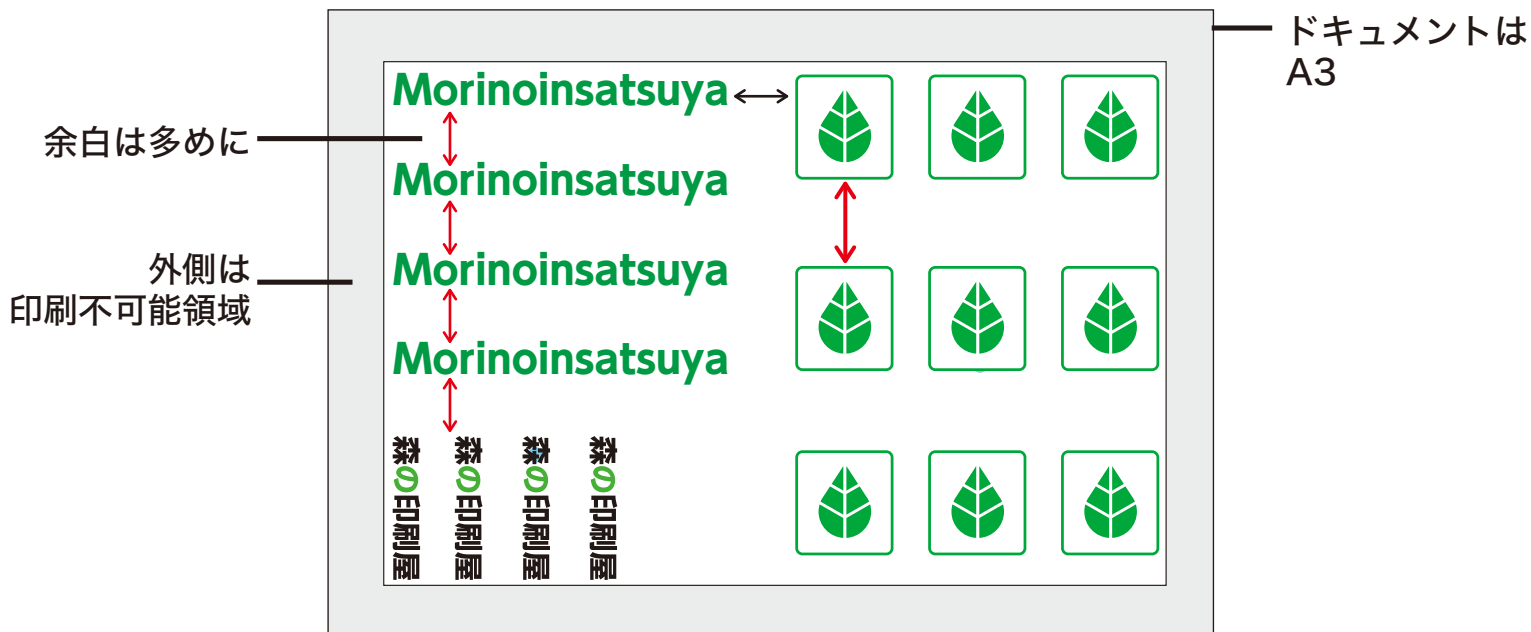 ドキュメントは
A3
余白は多めに
外側は
印刷不可能領域
Morinoinsatsuya
Morinoinsatsuya
Morinoinsatsuya
Morinoinsatsuya
森の印刷屋
森の印刷屋
森の印刷屋
森の印刷屋